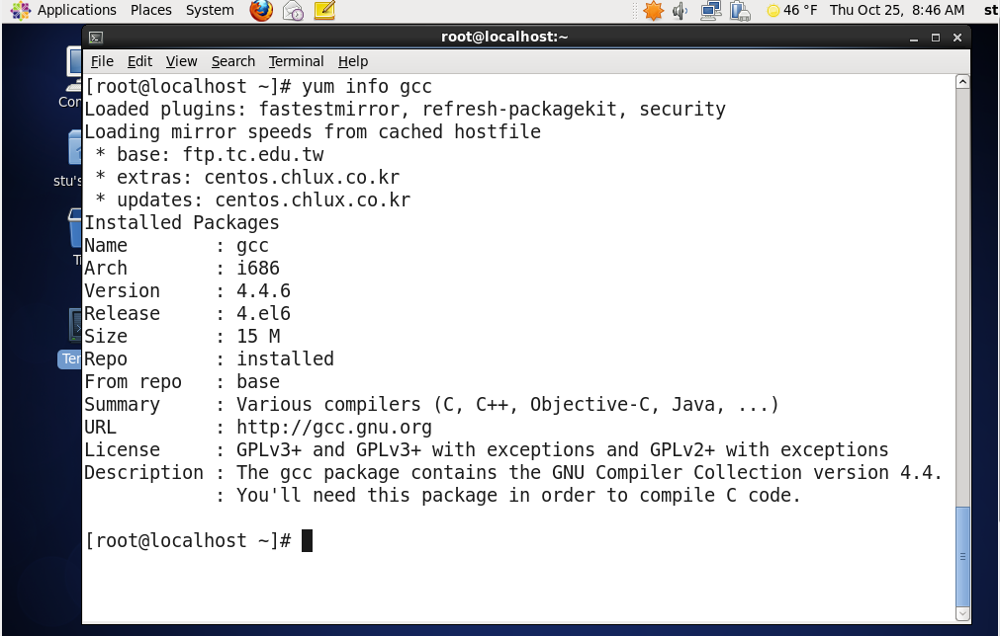 Applications Places System 46 °F Thu Oct 25, 8:46 AM st
root@localhost:~
File Edit View Search Terminal Help
[root@localhost ~]# yum info gcc
Loaded plugins: fastestmirror, refresh-packagekit, security
Loading mirror speeds from cached hostfile
 * base: ftp.tc.edu.tw
 * extras: centos.chlux.co.kr
 * updates: centos.chlux.co.kr
Installed Packages
Name        : gcc
Arch        : i686
Version     : 4.4.6
Release     : 4.el6
Size        : 15 M
Repo        : installed
From repo   : base
Summary     : Various compilers (C, C++, Objective-C, Java, ...)
URL         : http://gcc.gnu.org
License     : GPLv3+ and GPLv3+ with exceptions and GPLv2+ with exceptions
Description : The gcc package contains the GNU Compiler Collection version 4.4.
            : You'll need this package in order to compile C code.
[root@localhost ~]#
Con
stu's
Ter